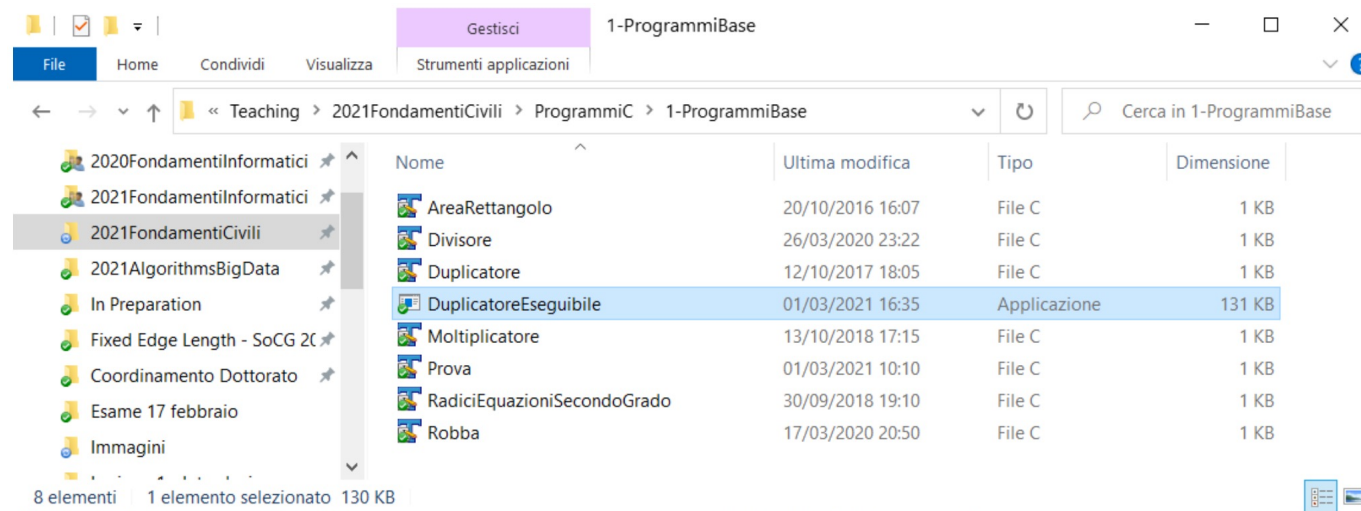 Gestisci 1-ProgrammiBase
File Home Condividi Visualizza Strumenti applicazioni
« Teaching > 2021FondamentiCivili > ProgrammiC > 1-ProgrammiBase Cerca in 1-ProgrammiBase
2020FondamentiInformatici
2021FondamentiInformatici
2021FondamentiCivili
2021AlgorithmsBigData
In Preparation
Fixed Edge Length - SoCG 20
Coordinamento Dottorato
Esame 17 febbraio
Immagini
Nome Ultima modifica Tipo Dimensione
AreaRettangolo 20/10/2016 16:07 File C 1 KB
Divisore 26/03/2020 23:22 File C 1 KB
Duplicatore 12/10/2017 18:05 File C 1 KB
DuplicatoreEseguibile 01/03/2021 16:35 Applicazione 131 KB
Moltiplicatore 13/10/2018 17:15 File C 1 KB
Prova 01/03/2021 10:10 File C 1 KB
RadiciEquazioniSecondoGrado 30/09/2018 19:10 File C 1 KB
Robba 17/03/2020 20:50 File C 1 KB
8 elementi 1 elemento selezionato 130 KB